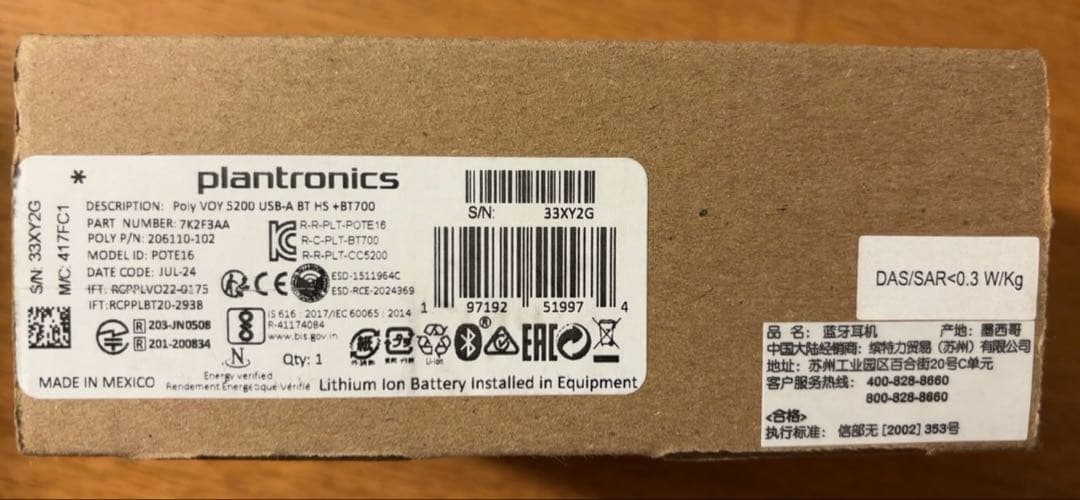 *
plantronics
DESCRIPTION: Poly VOY 5200 USB-A BT HS +BT700
PART NUMBER: 7K2F3AA
POLY P/N: 206110-102
MODEL ID: POTE16
DATE CODE: JUL-24
IFT: RCPPLVO22-0175
IFT:RCPPLBT20-2938
S/N: 33XY2G
M/C: 417FC1
R-R-PLT-POTE16
R-C-PLT-BT700
R-R-PLT-CC5200
CE
ESD-1511964C
ESD-RCE-2024369
R 203-JN0508
R 201-200834
IS 616 : 2017/IEC 60065 : 2014
R-41174084
www.bis.gov.in
N
Energy verified
Rendement Énergétique Vérifié
Qty: 1
S/N: 33XY2G
1 97192 51997 4
Li-ion
EAC
MADE IN MEXICO
Lithium Ion Battery Installed in Equipment
DAS/SAR<0.3 W/Kg
品 名: 蓝牙耳机 产地: 墨西哥
中国大陆经销商: 缤特力贸易 (苏州) 有限公司
地址: 苏州工业园区百合街20号C单元
客户服务热线: 400-828-8660
800-828-8660
<合格>
执行标准: 信部无 [2002] 353号